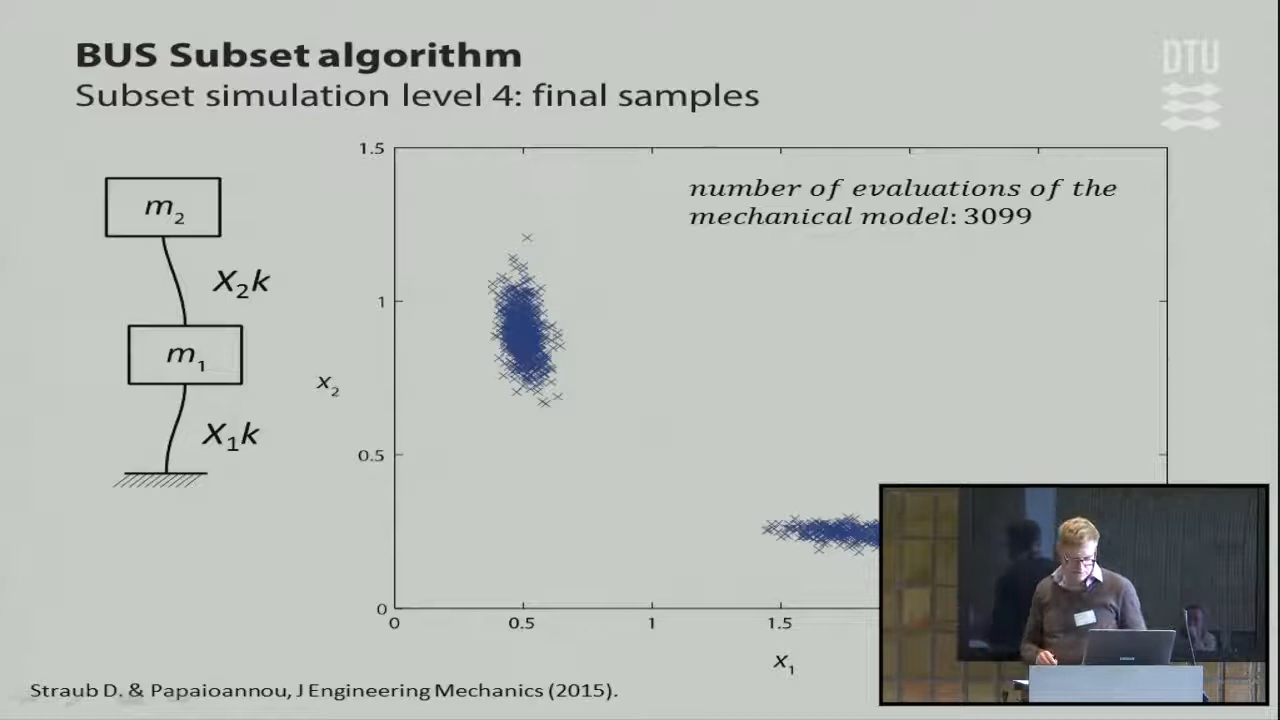 BUS Subset algorithm
Subset simulation level 4: final samples
DTU
m2
X2k
m1
X1k
number of evaluations of the
mechanical model: 3099
1.5
1
0.5
0
x2
0
0.5
1
1.5
x1
Straub D. & Papaioannou, J Engineering Mechanics (2015).